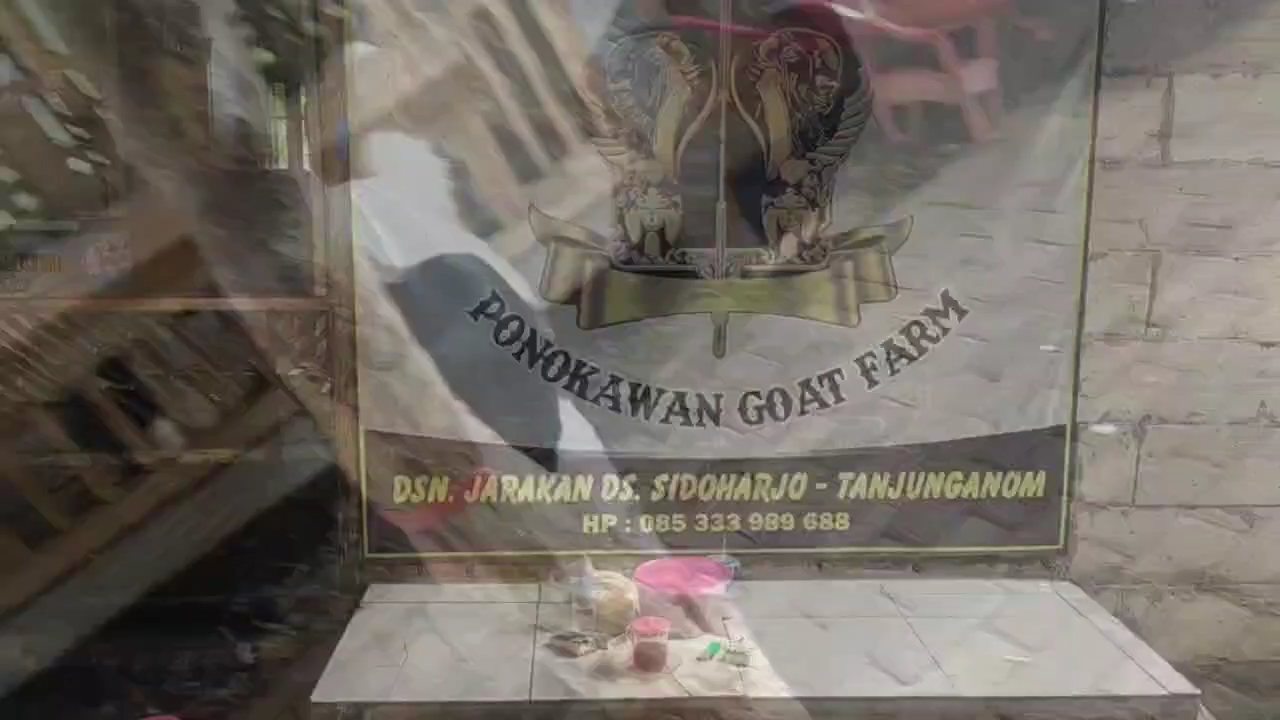 PONOKAWAN GOAT FARM
DSN. JARAKAN DS. SIDOHARJO - TANJUNGANOM
HP : 085 333 989 688